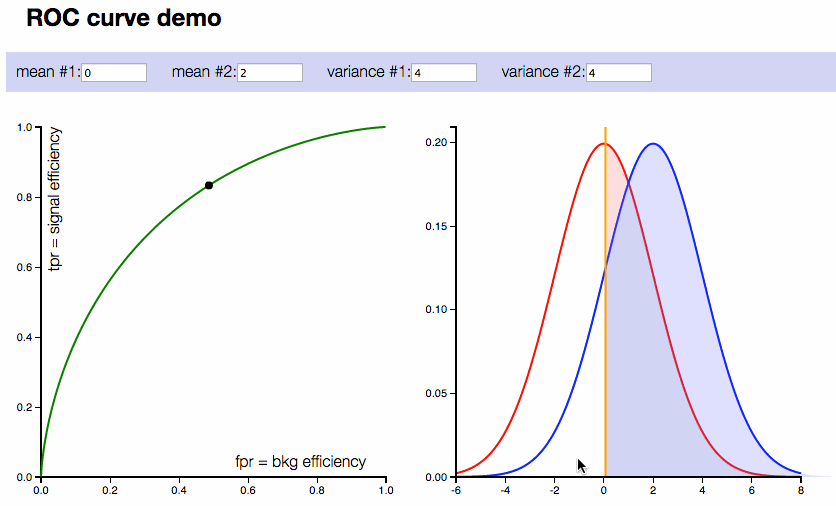 ROC curve demo
mean #1: 0 mean #2: 2 variance #1: 4 variance #2: 4
tpr = signal efficiency
1.0
0.8
0.6
0.4
0.2
0.0
fpr = bkg efficiency
0.0 0.2 0.4 0.6 0.8 1.0
0.20
0.15
0.10
0.05
0.00
-6 -4 -2 0 2 4 6 8